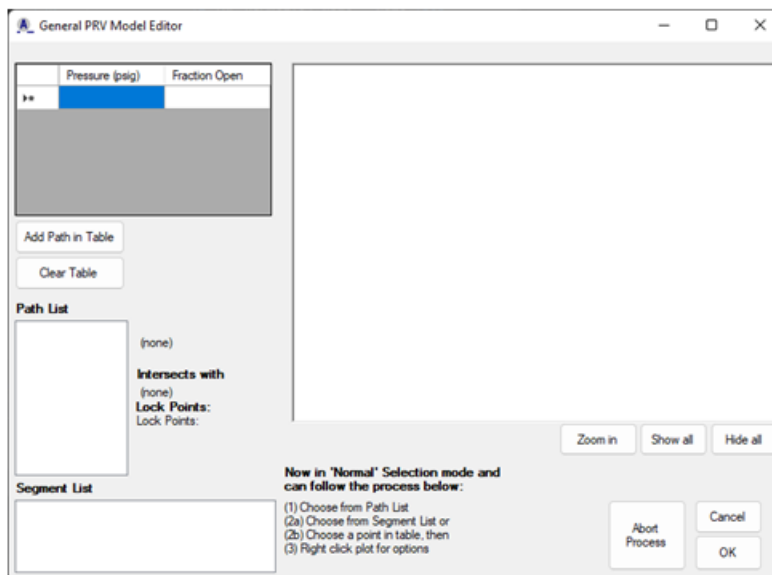 General PRV Model Editor
Pressure (psig) Fraction Open
Add Path in Table
Clear Table
Path List
(none)
Intersects with
(none)
Lock Points:
Lock Points:
Zoom in Show all Hide all
Segment List
Now in 'Normal' Selection mode and
can follow the process below:
(1) Choose from Path List
(2a) Choose from Segment List or
(2b) Choose a point in table, then
(3) Right click plot for options
Abort
Process
Cancel
OK